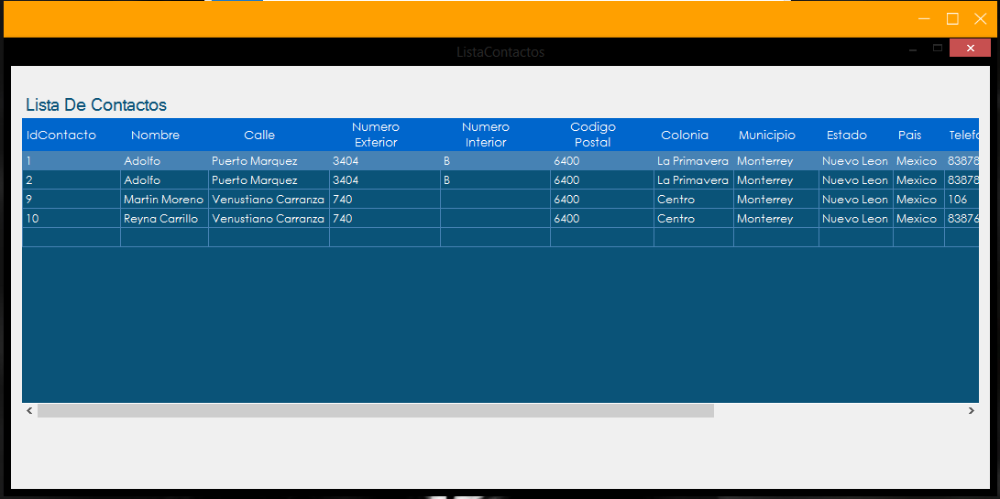 ListaContactos
Lista De Contactos
IdContacto Nombre Calle Numero Exterior Numero Interior Codigo Postal Colonia Municipio Estado Pais
1 Adolfo Puerto Marquez 3404 B 6400 La Primavera Monterrey Nuevo Leon Mexico 83878
2 Adolfo Puerto Marquez 3404 B 6400 La Primavera Monterrey Nuevo Leon Mexico 83878
9 Martin Moreno Venustiano Carranza 740 6400 Centro Monterrey Nuevo Leon Mexico 106
10 Reyna Carrillo Venustiano Carranza 740 6400 Centro Monterrey Nuevo Leon Mexico 83876